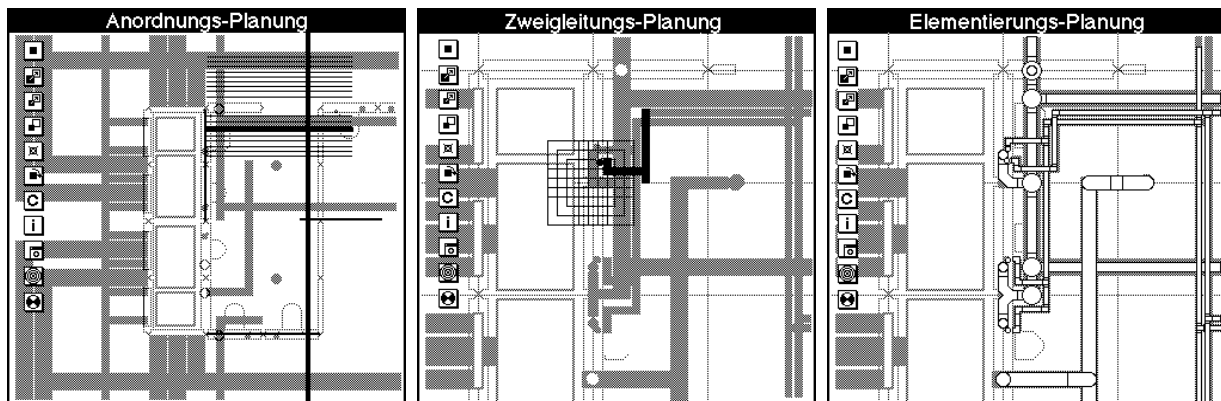 Anordnungs-Planung
Zweigleitungs-Planung
Elementierungs-Planung
C
i
C
i
C
i